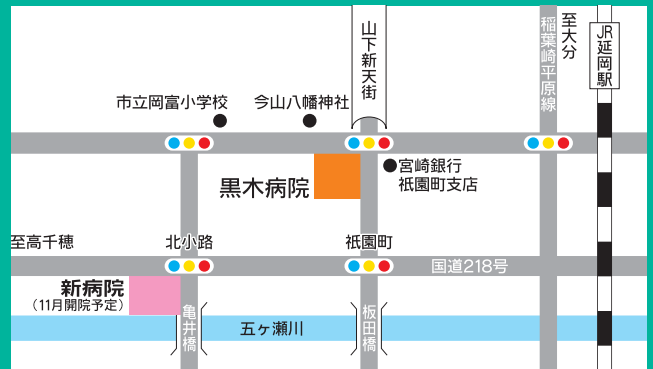 山下新天街
稲葉崎平原線
至大分
JR延岡駅
市立岡富小学校
今山八幡神社
宮崎銀行
祇園町支店
黒木病院
至高千穂
北小路
祇園町
国道218号
新病院
（11月開院予定）
亀井橋
五ヶ瀬川
板田橋